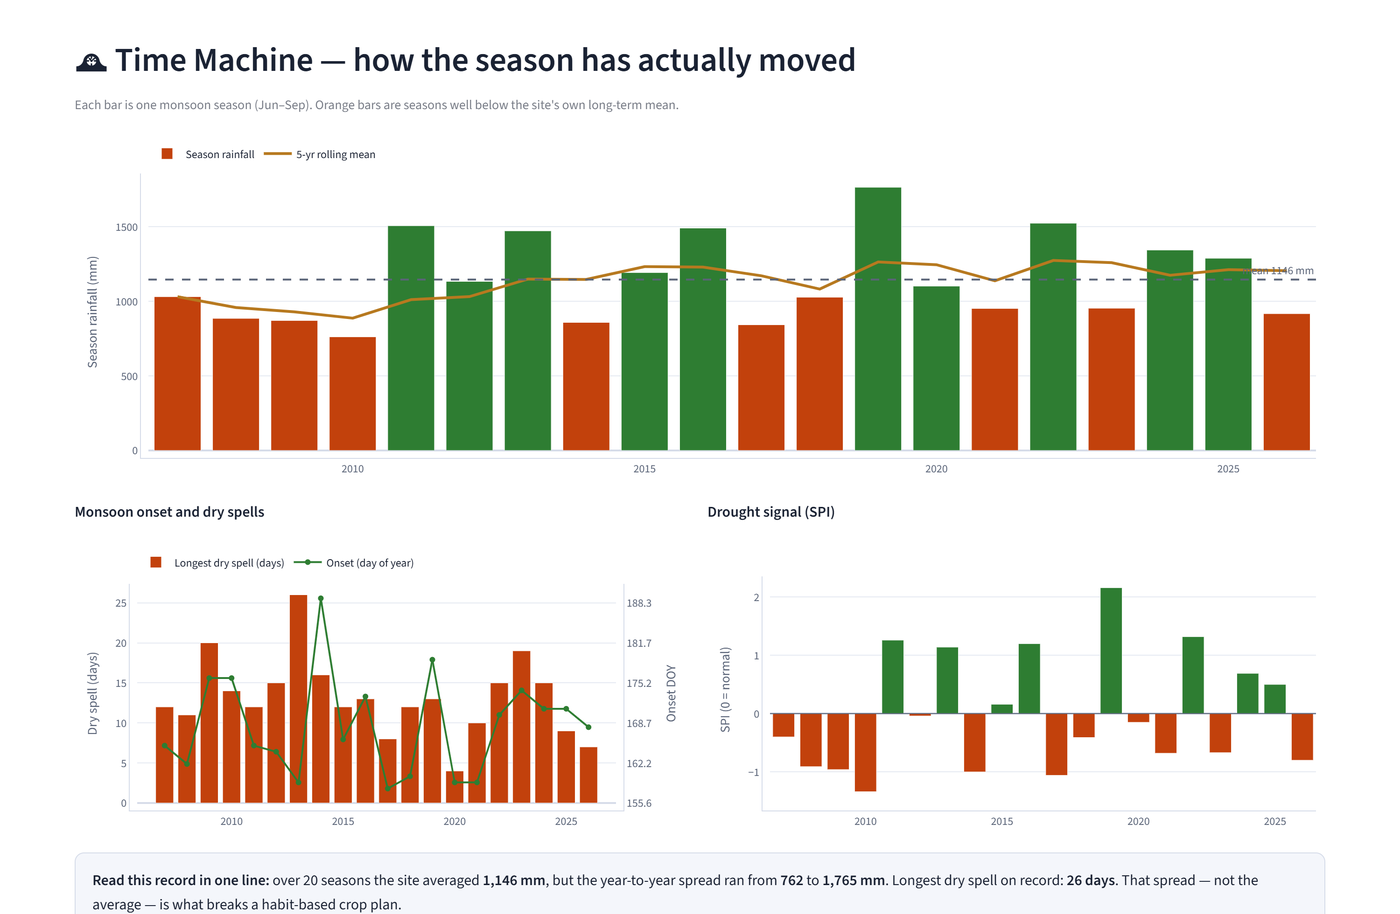 Time Machine — how the season has actually moved
Each bar is one monsoon season (Jun–Sep). Orange bars are seasons well below the site's own long-term mean.
Season rainfall
5-yr rolling mean
Season rainfall (mm)
1500
1000
500
0
1146 mm
2010
2015
2020
2025
Monsoon onset and dry spells
Longest dry spell (days)
Onset (day of year)
Dry spell (days)
25
20
15
10
5
0
188.3
181.7
175.2
168.7
162.2
155.6
Onset DOY
2010
2015
2020
2025
Drought signal (SPI)
SPI (0 = normal)
2
1
0
−1
2010
2015
2020
2025
Read this record in one line: over 20 seasons the site averaged 1,146 mm, but the year-to-year spread ran from 762 to 1,765 mm. Longest dry spell on record: 26 days. That spread — not the
average — is what breaks a habit-based crop plan.